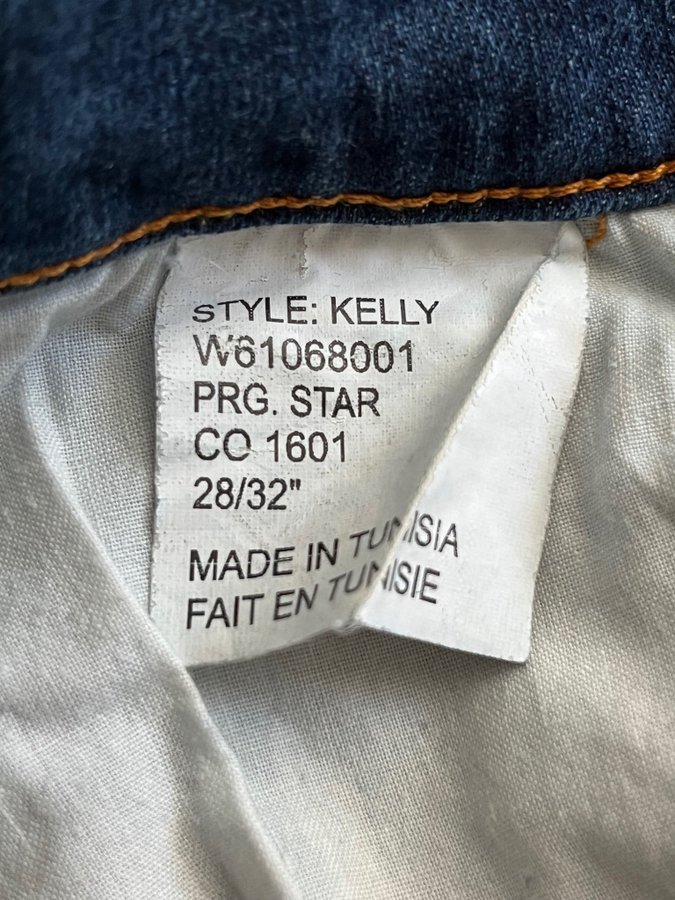 STYLE: KELLY
W61068001
PRG. STAR
CO 1601
28/32"
MADE IN TUNISIA
FAIT EN TUNISIE